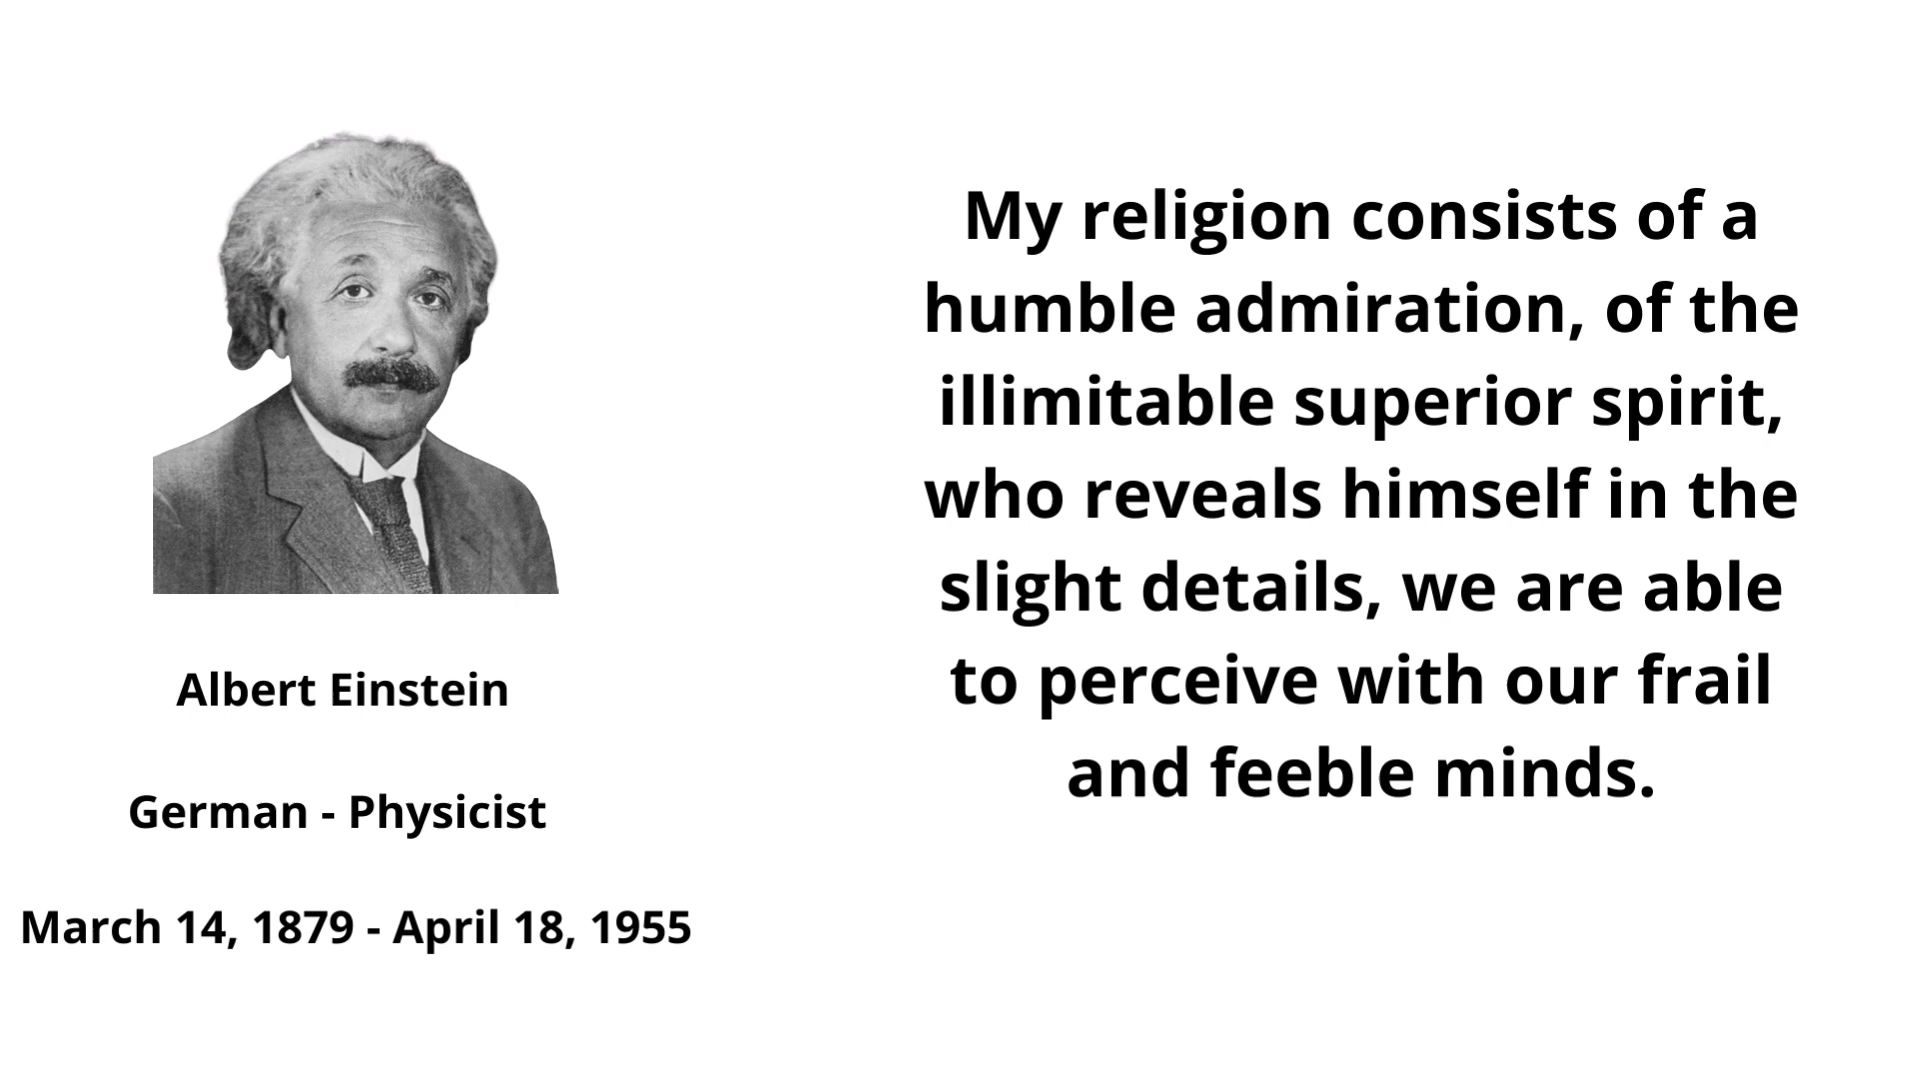 Albert Einstein
German - Physicist
March 14, 1879 - April 18, 1955
My religion consists of a
humble admiration, of the
illimitable superior spirit,
who reveals himself in the
slight details, we are able
to perceive with our frail
and feeble minds.